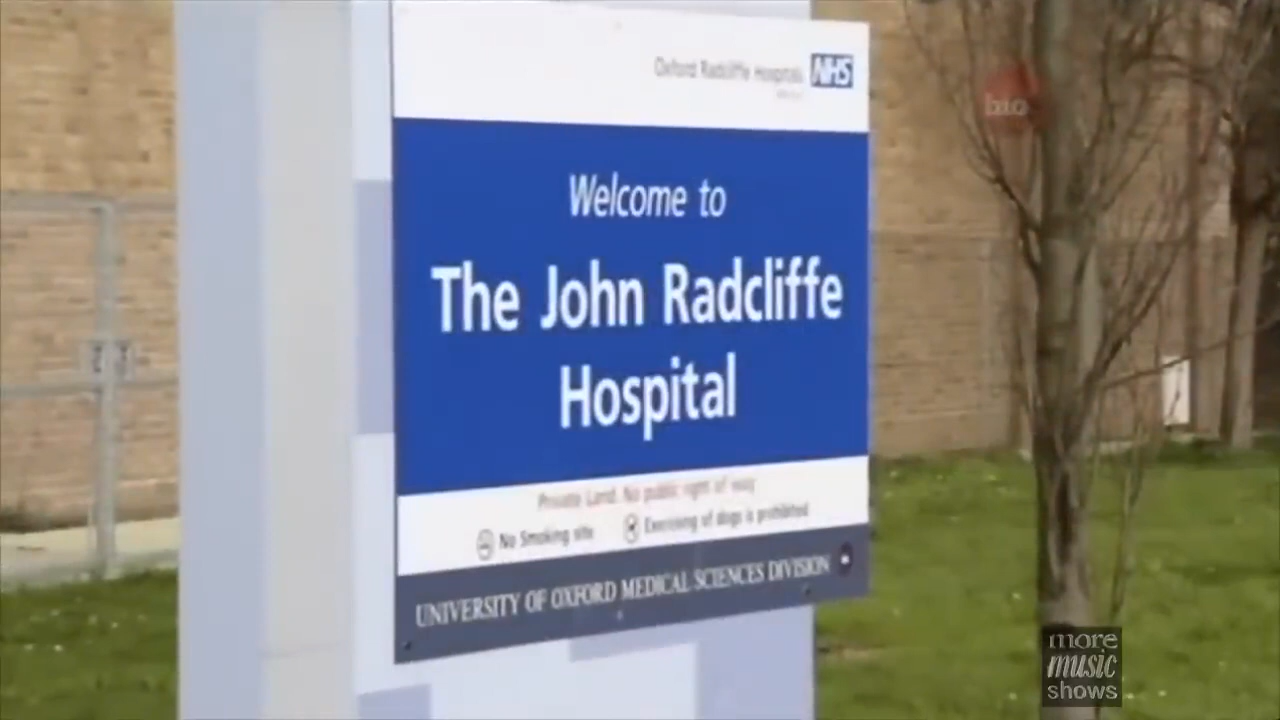 Oxford Radcliffe Hospitals NHS
bio
Welcome to
The John Radcliffe
Hospital
Private Land. No public right of way
No Smoking site Exercising of dogs is prohibited
UNIVERSITY OF OXFORD MEDICAL SCIENCES DIVISION
more
music
shows